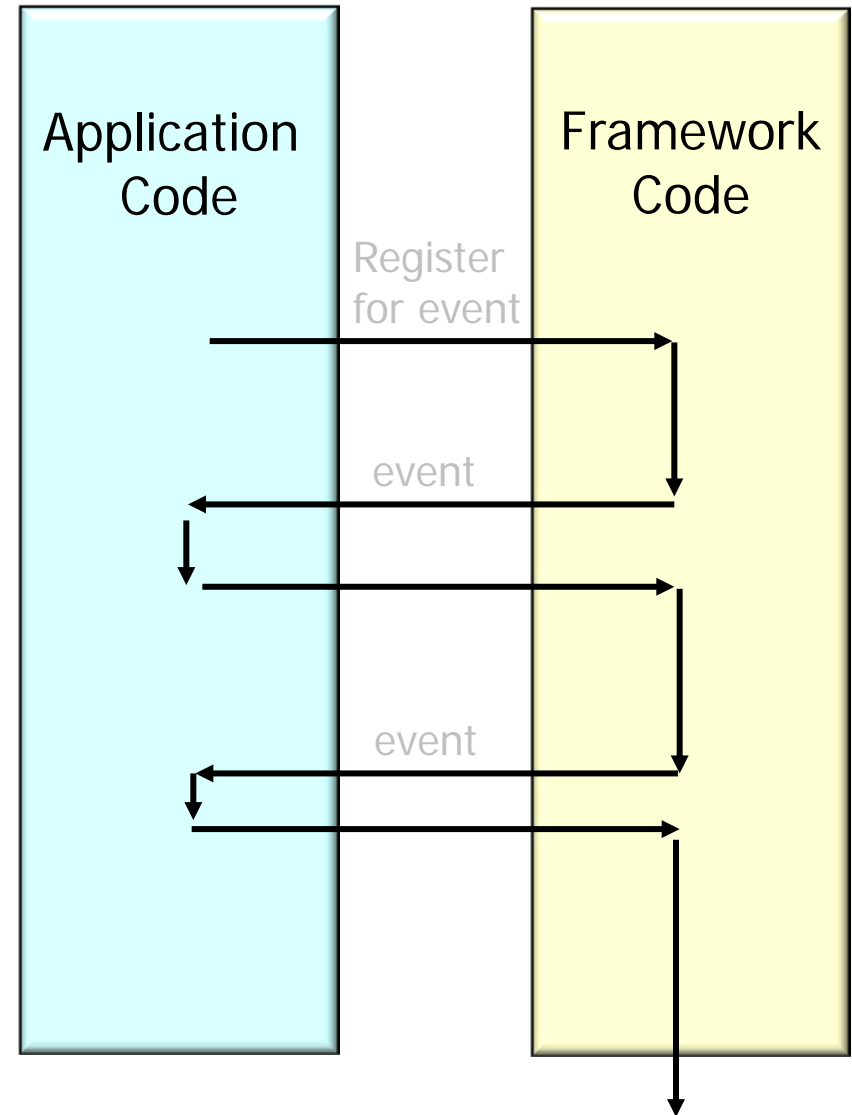 Application
Code
Framework
Code
Register
for event
event
event